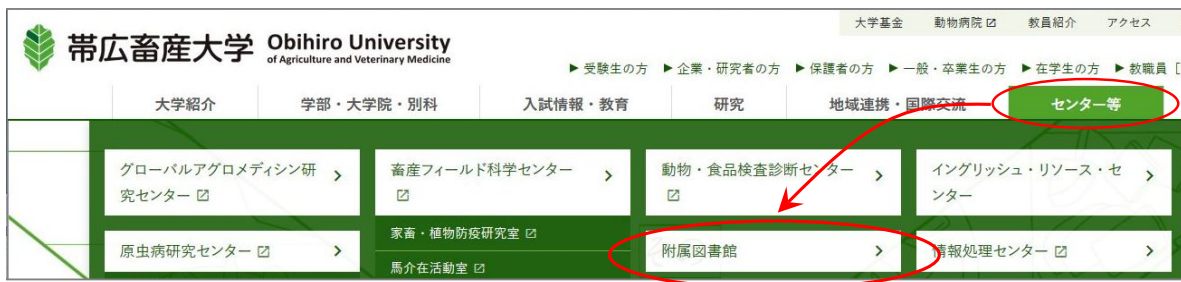 大学基金 動物病院 教員紹介 アクセス
帯広畜産大学 Obihiro University
of Agriculture and Veterinary Medicine
▶受験生の方 ▶企業・研究者の方 ▶保護者の方 ▶一般・卒業生の方 ▶在学生の方 ▶教職員 [
大学紹介 学部・大学院・別科 入試情報・教育 研究 地域連携・国際交流 センター等
グローバルアグロメディシン研
究センター
畜産フィールド科学センター
動物・食品検査診断センター
イングリッシュ・リソース・セ
ンター
原虫病研究センター
家畜・植物防疫研究室
馬介在活動室
附属図書館
情報処理センター